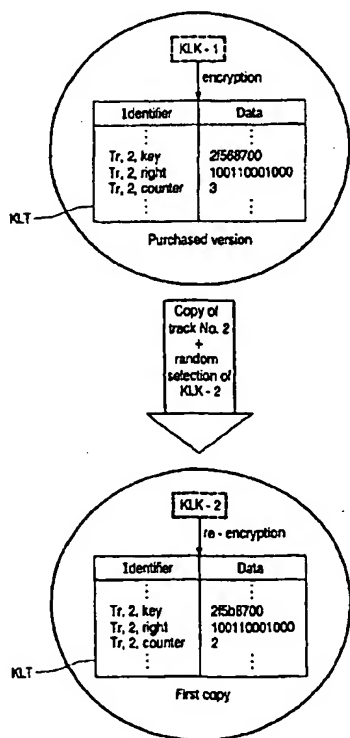 KLK - 1
encryption
Identifier Data
Tr, 2, key 2f568700
Tr, 2, right 100110001000
Tr, 2, counter 3
KLT
Purchased version
Copy of
track No. 2
+
random
selection of
KLK - 2
KLK - 2
re - encryption
Identifier Data
Tr, 2, key 2f5b8700
Tr, 2, right 100110001000
Tr, 2, counter 2
KLT
First copy